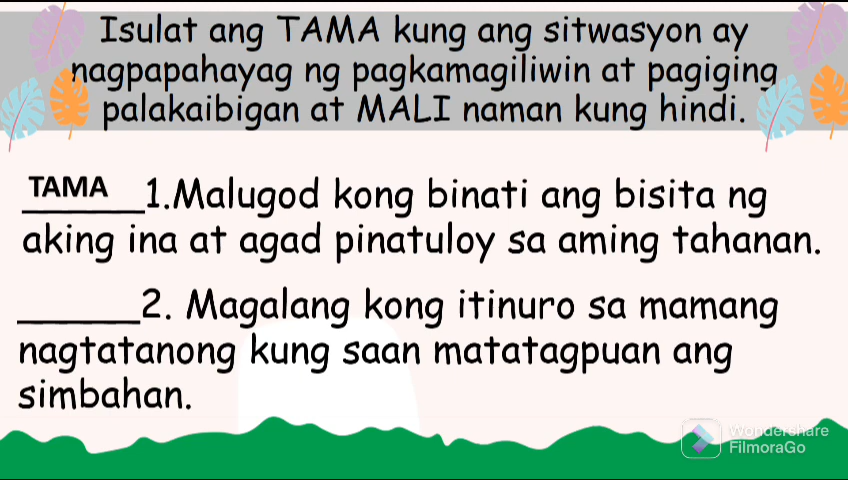 Isulat ang TAMA kung ang sitwasyon ay
nagpapahayag ng pagkamagiliwin at pagiging
palakaibigan at MALI naman kung hindi.
TAMA 1.Malugod kong binati ang bisita ng
aking ina at agad pinatuloy sa aming tahanan.
______2. Magalang kong itinuro sa mamang
nagtatanong kung saan matatagpuan ang
simbahan.
Wondershare
FilmoraGo